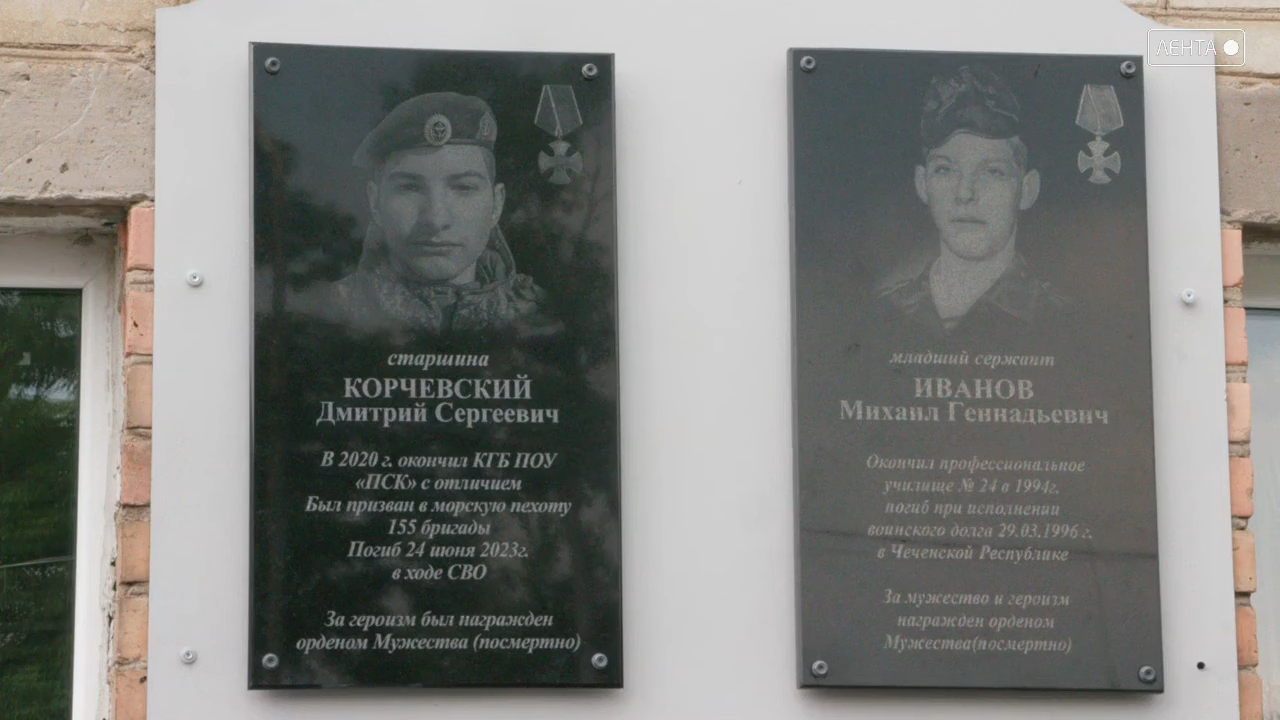 ЛЕНТА
старшина
КОРЧЕВСКИЙ
Дмитрий Сергеевич
В 2020 г. окончил КГБ ПОУ
«ПСК» с отличием
Был призван в морскую пехоту
155 бригады
Погиб 24 июня 2023г.
в ходе СВО
За героизм был награжден
орденом Мужества (посмертно)
младший сержант
ИВАНОВ
Михаил Геннадьевич
Окончил профессиональное
училище № 24 в 1994г.
погиб при исполнении
воинского долга 29.03.1996 г.
в Чеченской Республике
За мужество и героизм
награжден орденом
Мужества(посмертно)